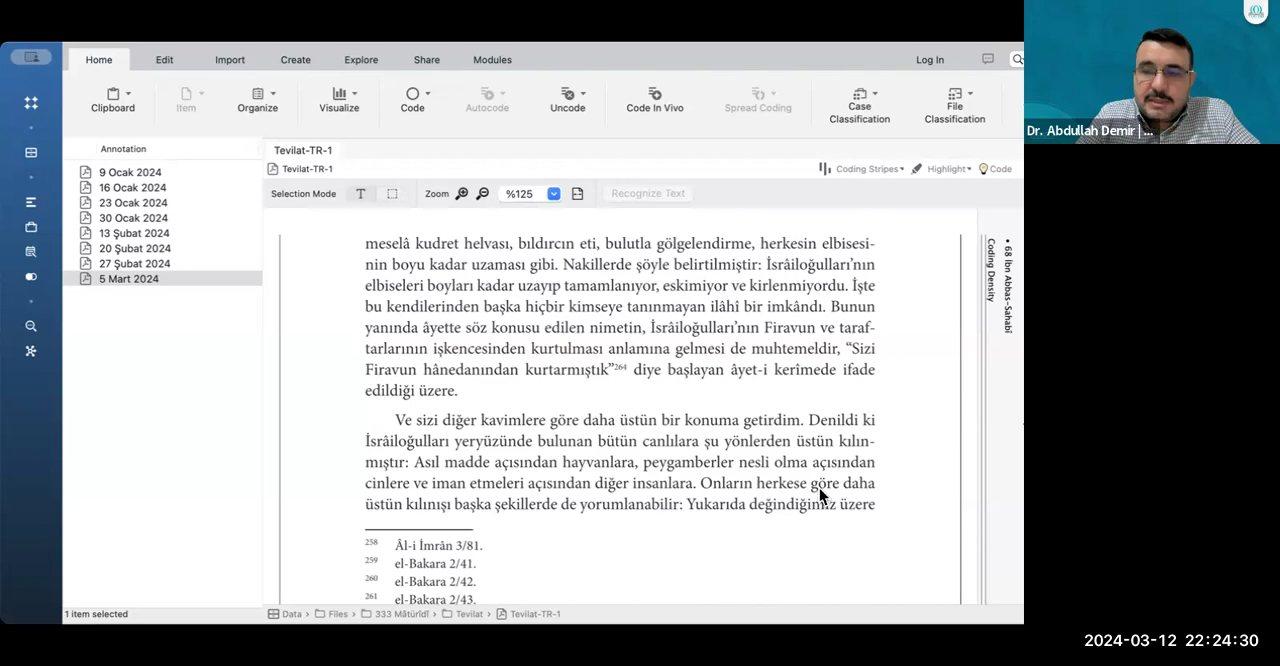 Home Edit Import Create Explore Share Modules Log In
Clipboard Item Organize Visualize Code Autocode Uncode Code In Vivo Spread Coding Case Classification File Classification
Dr. Abdullah Demir | ...
Annotation
9 Ocak 2024
16 Ocak 2024
23 Ocak 2024
30 Ocak 2024
13 Şubat 2024
20 Şubat 2024
27 Şubat 2024
5 Mart 2024
Tevilat-TR-1
Tevilat-TR-1 Coding Stripes Highlight Code
Selection Mode T Zoom %125 Recognize Text
meselâ kudret helvası, bıldırcın eti, bulutla gölgelendirme, herkesin elbisesi-
nin boyu kadar uzaması gibi. Nakillerde şöyle belirtilmiştir: İsrâiloğulları’nın
elbiseleri boyları kadar uzayıp tamamlanıyor, eskimiyor ve kirlenmiyordu. İşte
bu kendilerinden başka hiçbir kimseye tanınmayan ilâhî bir imkândı. Bunun
yanında âyette söz konusu edilen nimetin, İsrâiloğulları’nın Firavun ve taraf-
tarlarının işkencesinden kurtulması anlamına gelmesi de muhtemeldir, “Sizi
Firavun hânedanından kurtarmıştık”264 diye başlayan âyet-i kerîmede ifade
edildiği üzere.
Ve sizi diğer kavimlere göre daha üstün bir konuma getirdim. Denildi ki
İsrâiloğulları yeryüzünde bulunan bütün canlılara şu yönlerden üstün kılın-
mıştır: Asıl madde açısından hayvanlara, peygamberler nesli olma açısından
cinlere ve iman etmeleri açısından diğer insanlara. Onların herkese göre daha
üstün kılınışı başka şekillerde de yorumlanabilir: Yukarıda değindiğimiz üzere
258 Âl-i İmrân 3/81.
259 el-Bakara 2/41.
260 el-Bakara 2/42.
261 el-Bakara 2/43.
• 68 İbn Abbas-Sahabî
Coding Density
1 item selected
Data Files 333 Mâtürîdî Tevilat Tevilat-TR-1
2024-03-12 22:24:30